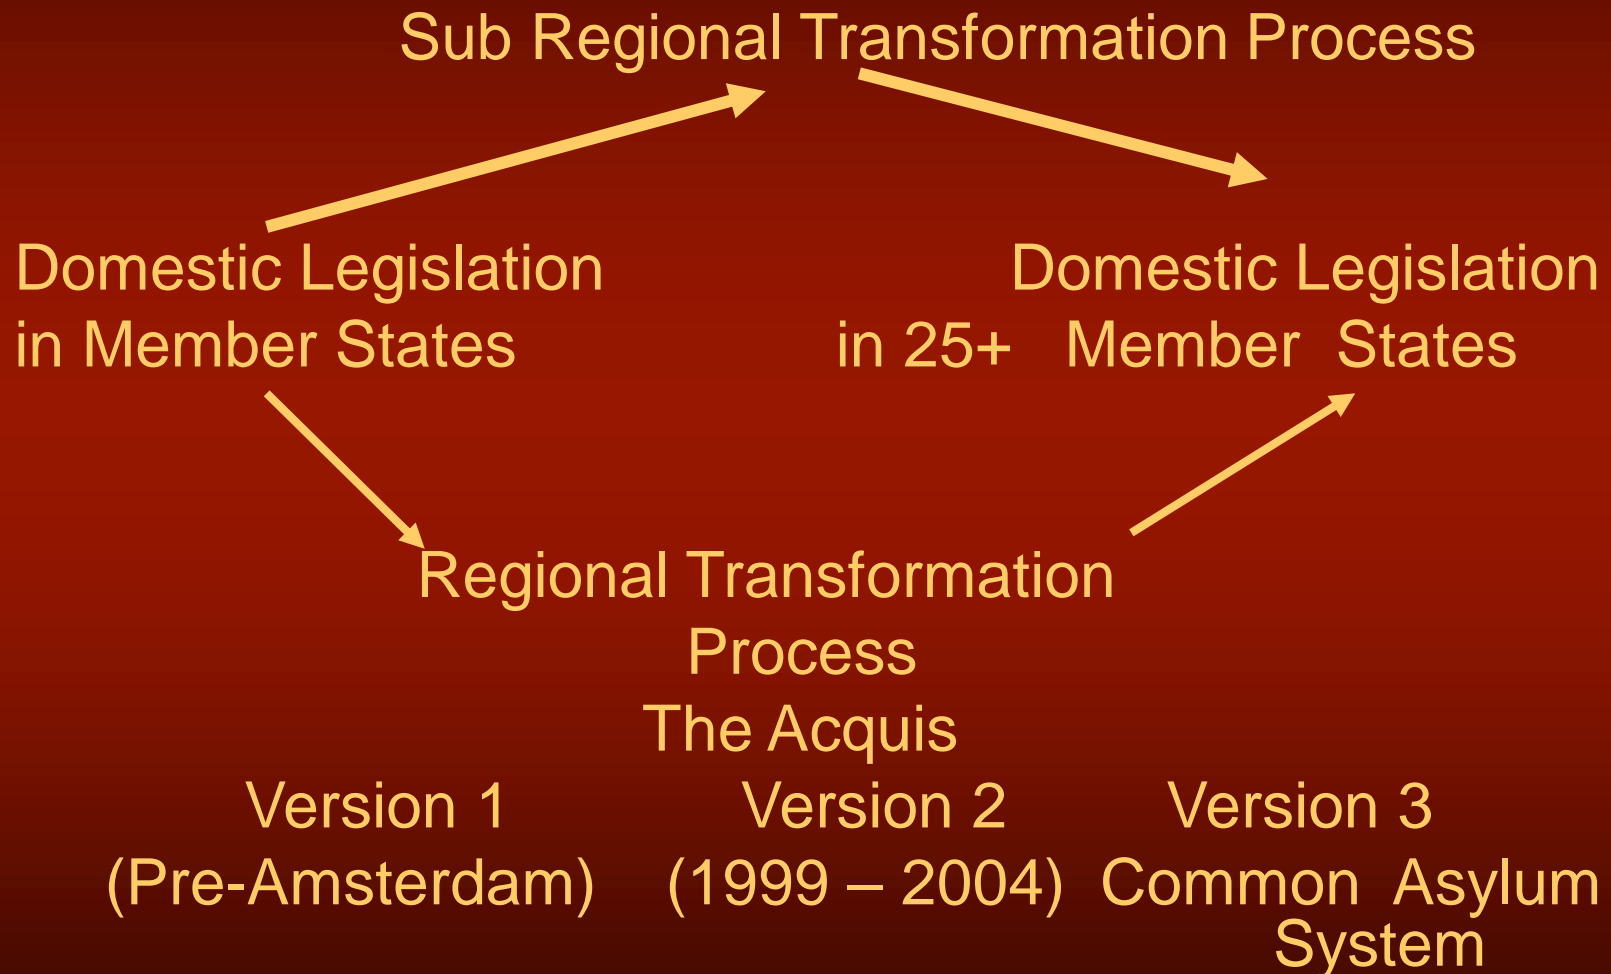 Sub Regional Transformation Process
Domestic Legislation
in Member States
Domestic Legislation
in 25+ Member States
Regional Transformation
Process
The Acquis
Version 1
(Pre-Amsterdam)
Version 2
(1999 – 2004)
Version 3
Common Asylum
System